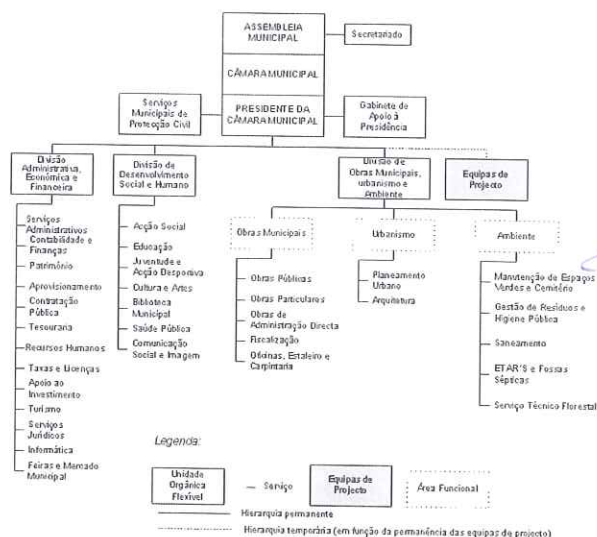 ASSEMBLEIA
MUNICIPAL
Secretariado
CÂMARA MUNICIPAL
Serviços
Municipais de
Protecção Civil
PRESIDENTE DA
CÂMARA MUNICIPAL
Gabinete de
Apoio à
Presidência
Divisão
Administrativa,
Económica e
Financeira
Divisão de
Desenvolvimento
Social e Humano
Divisão de
Obras Municipais,
urbanismo e
Ambiente
Equipas de
Projecto
Serviços
Administrativos
Contabilidade e
Finanças
Património
Aprovisionamento
Contratação
Pública
Tesouraria
Recursos Humanos
Taxas e Licenças
Apoio ao
Investimento
Turismo
Serviços
Jurídicos
Informática
Feiras e Mercado
Municipal
Acção Social
Educação
Juventude e
Acção Desportiva
Cultura e Artes
Biblioteca
Municipal
Saúde Pública
Comunicação
Social e Imagem
Obras Municipais
Obras Públicas
Obras Particulares
Obras de
Administração Directa
Fiscalização
Oficinas, Estaleiro e
Carpintaria
Urbanismo
Planeamento
Urbano
Arquitetura
Ambiente
Manutenção de Espaços
Verdes e Cemitério
Gestão de Resíduos e
Higiene Pública
Saneamento
ETAR'S e Fossas
Sépticas
Serviço Técnico Florestal
Legenda:
Unidade
Orgânica
Flexível
Serviço
Equipas de
Projecto
Área Funcional
Hierarquia permanente
Hierarquia temporária (em função da permanência das equipas de projecto)